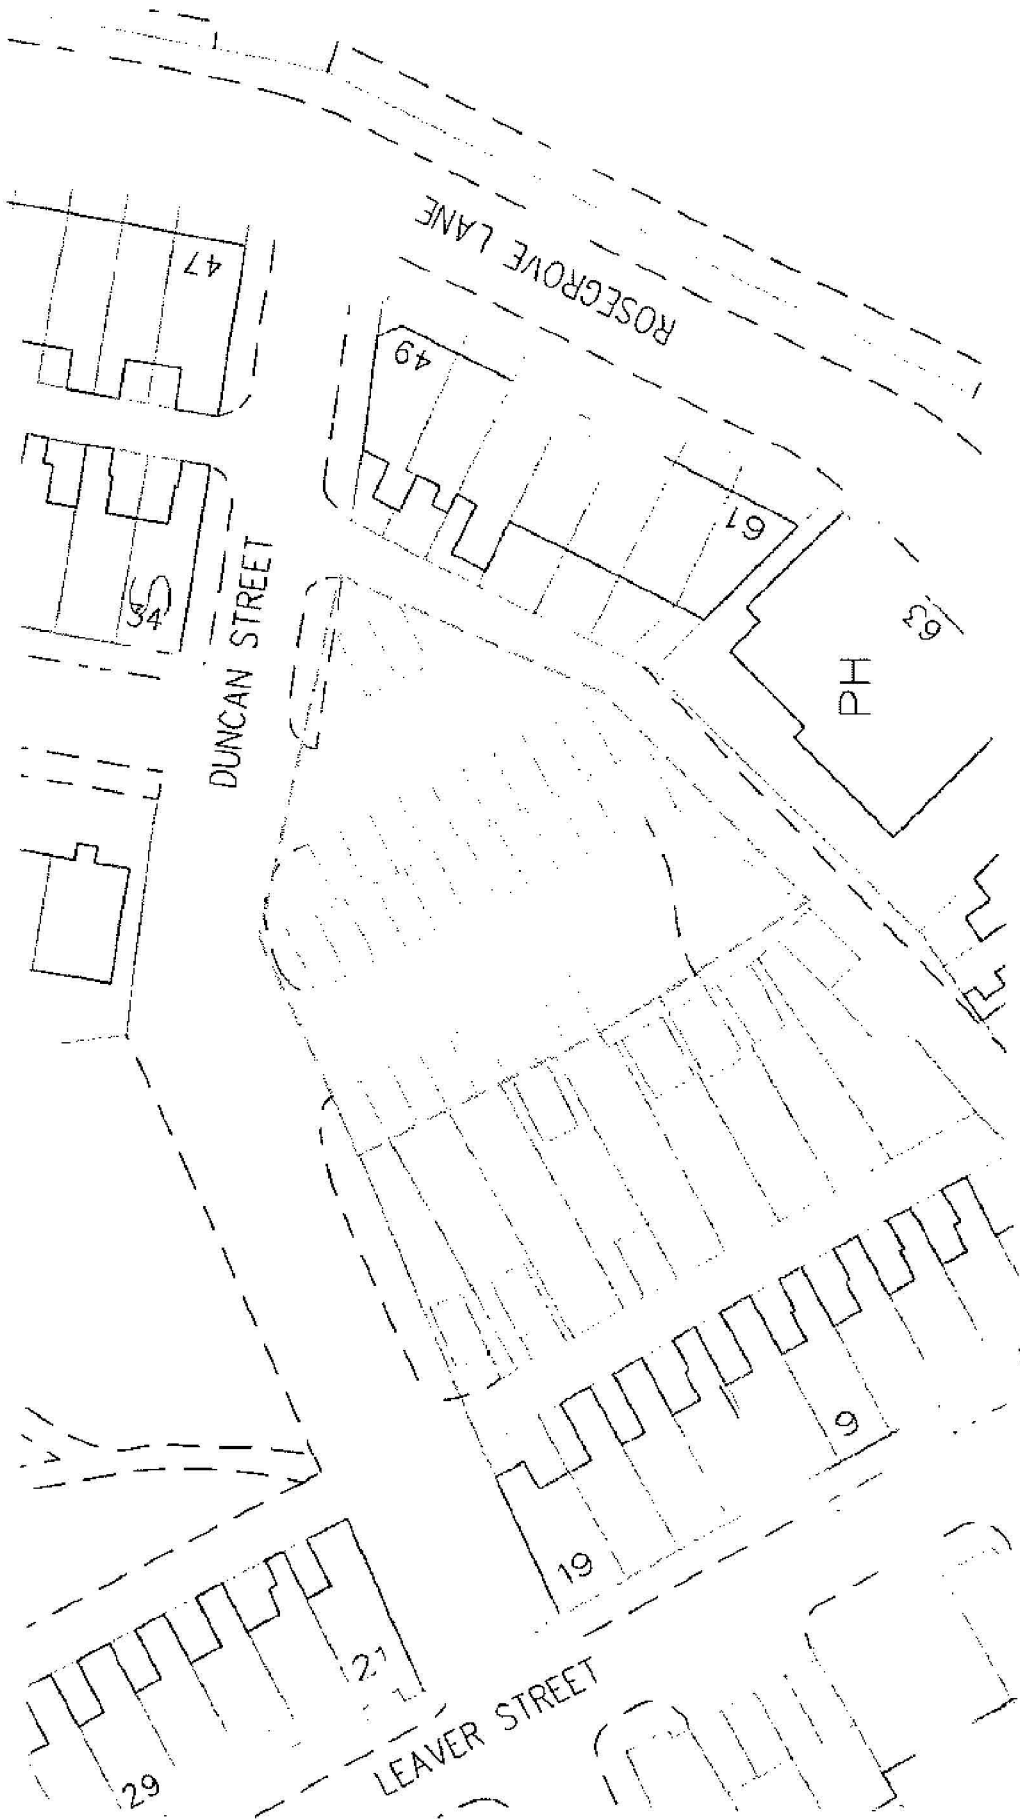 ROSEGROVE LANE
47
49
61
34
63
PH
DUNCAN STREET
9
19
21
29
LEAVER STREET